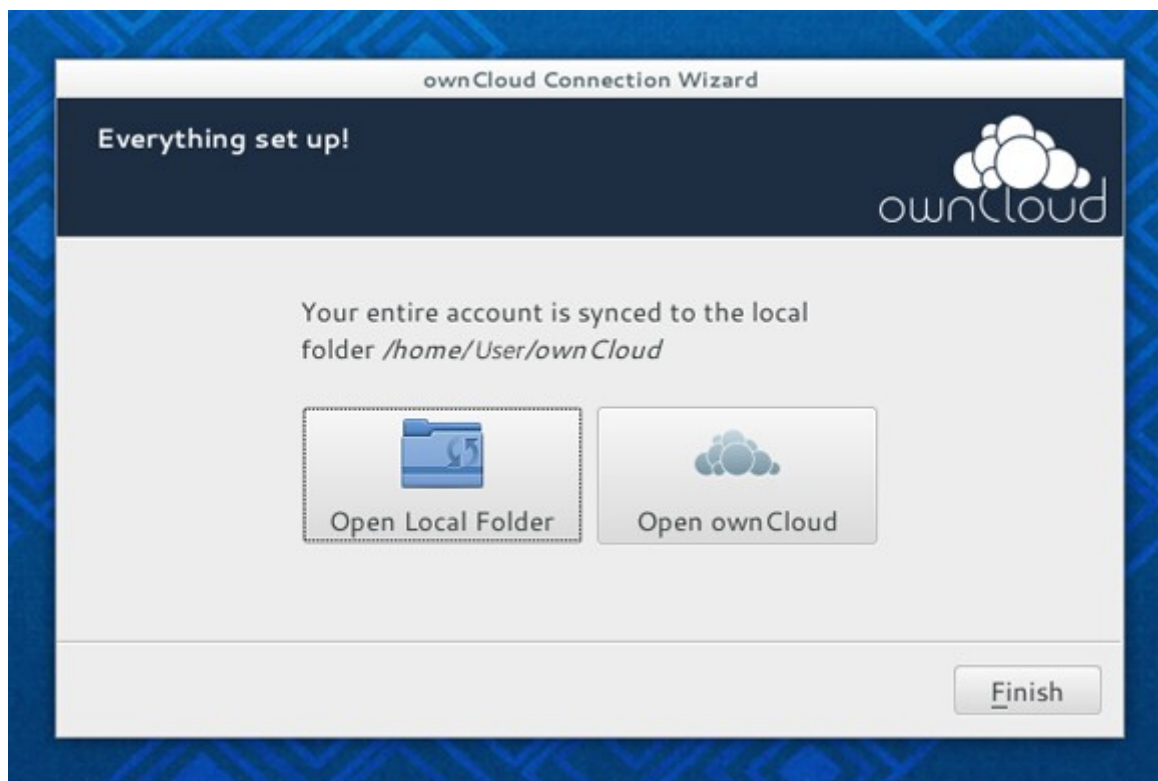 ownCloud Connection Wizard
Everything set up!
ownCloud
Your entire account is synced to the local
folder /home/User/ownCloud
Open Local Folder
Open ownCloud
Finish